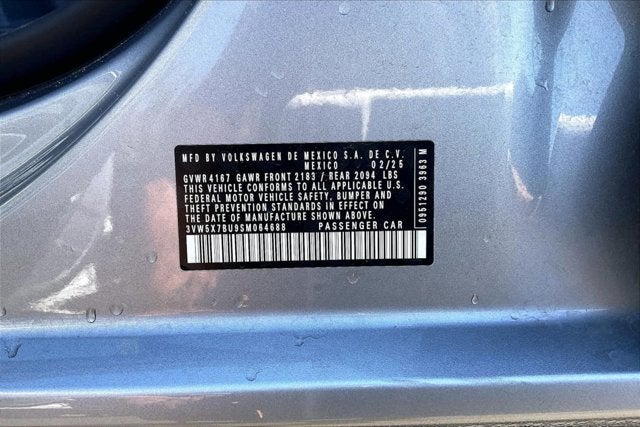 MFD BY VOLKSWAGEN DE MEXICO S.A. DE C.V.
MEXICO 02/25
GVWR 4167 GAWR FRONT 2183 / REAR 2094 LBS
THIS VEHICLE CONFORMS TO ALL APPLICABLE U.S.
FEDERAL MOTOR VEHICLE SAFETY, BUMPER AND
THEFT PREVENTION STANDARDS IN EFFECT ON
THE DATE OF MANUFACTURE SHOWN ABOVE.
3VW5X7BU9SM064688 PASSENGER CAR
0951290 3963 M